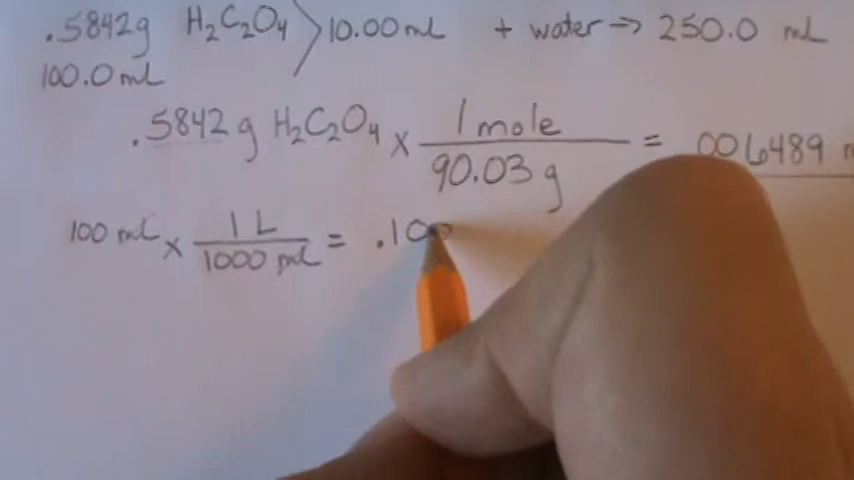 .5842g H₂C₂O₄ > 10.00 mL + water → 250.0 mL
100.0 mL
.5842 g H₂C₂O₄ x 1 mole / 90.03 g = .006489
100 mL x 1 L / 1000 mL = .100